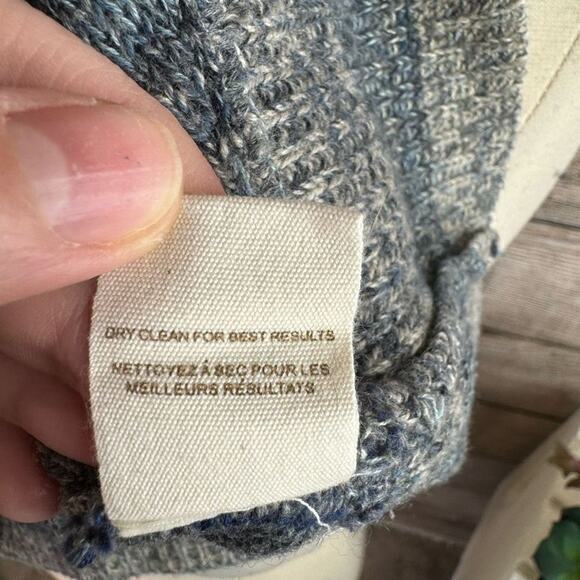 DRY CLEAN FOR BEST RESULTS
NETTOYEZ À SEC POUR LES
MEILLEURS RÉSULTATS